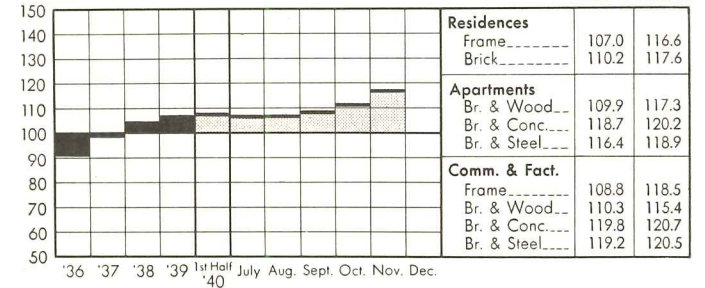 150
140
130
120
110
100
90
80
70
60
50
'36 '37 '38 '39 1st Half '40 July Aug. Sept. Oct. Nov. Dec.
Residences
Frame 107.0 116.6
Brick 110.2 117.6
Apartments
Br. & Wood 109.9 117.3
Br. & Conc. 118.7 120.2
Br. & Steel 116.4 118.9
Comm. & Fact.
Frame 108.8 118.5
Br. & Wood 110.3 115.4
Br. & Conc. 119.8 120.7
Br. & Steel 119.2 120.5